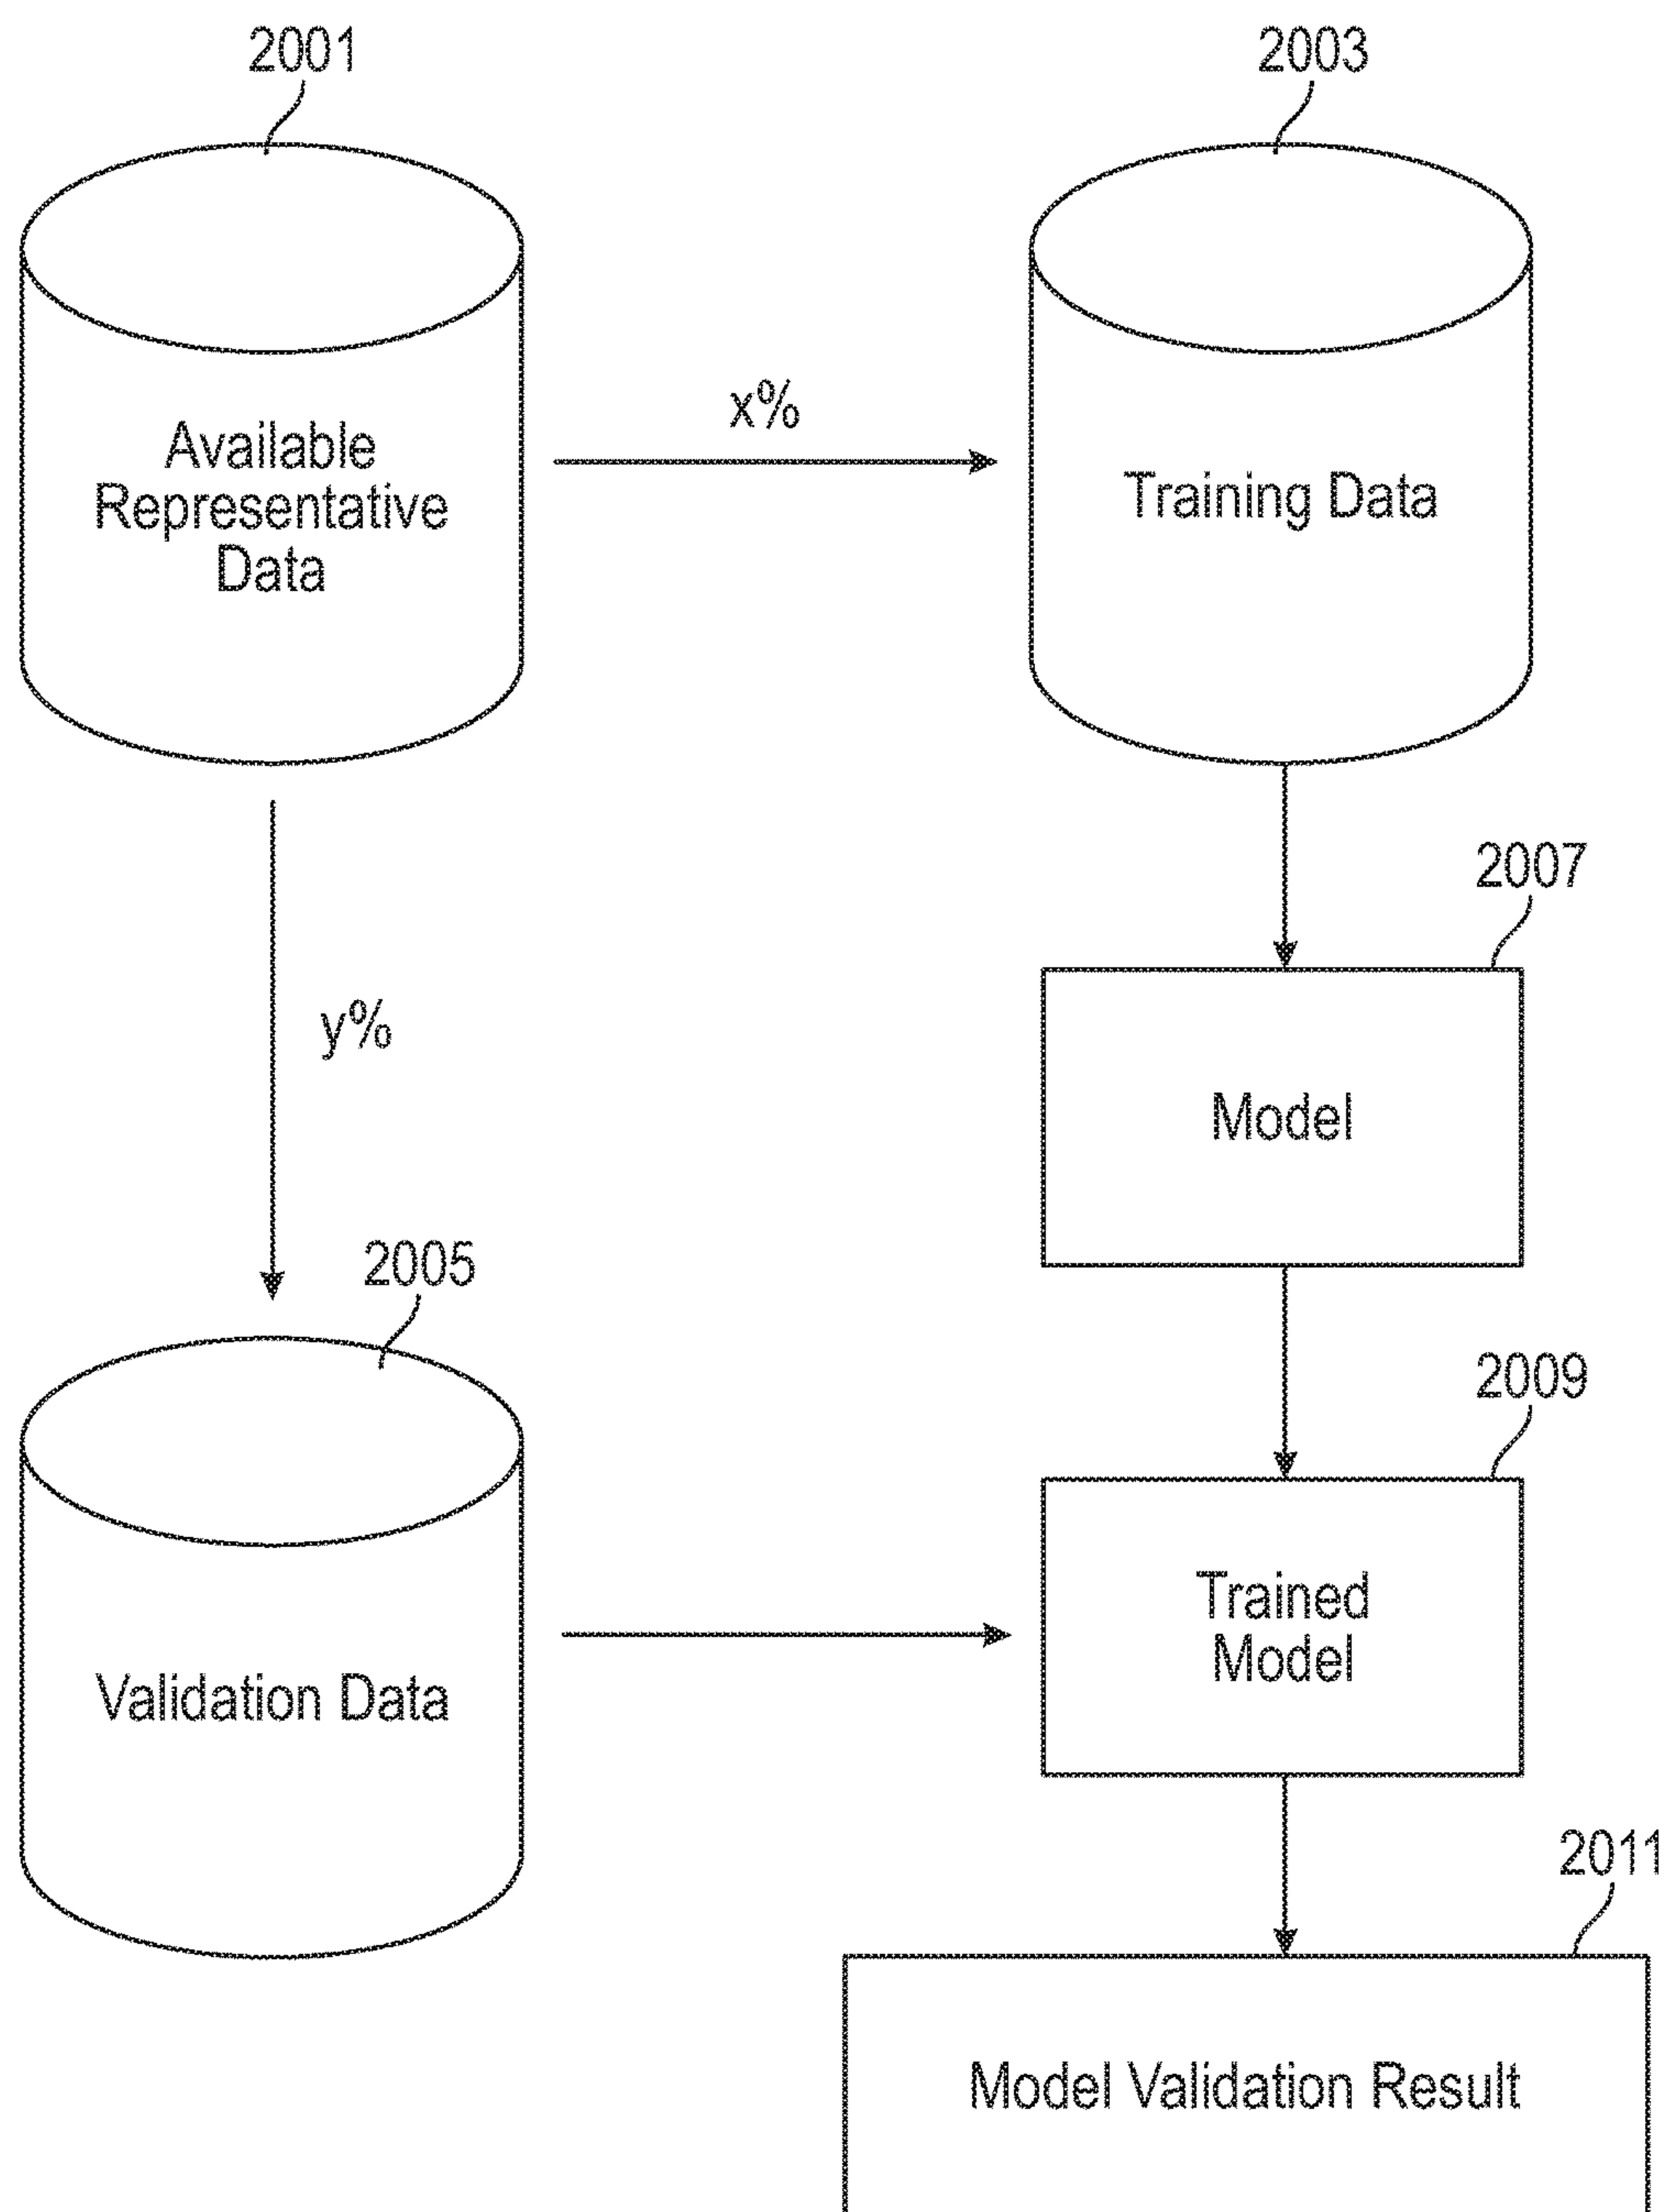 2001
2003
Available
Representative
Data
x%
Training Data
2007
y%
Model
2005
2009
Trained
Model
Validation Data
2011
Model Validation Result